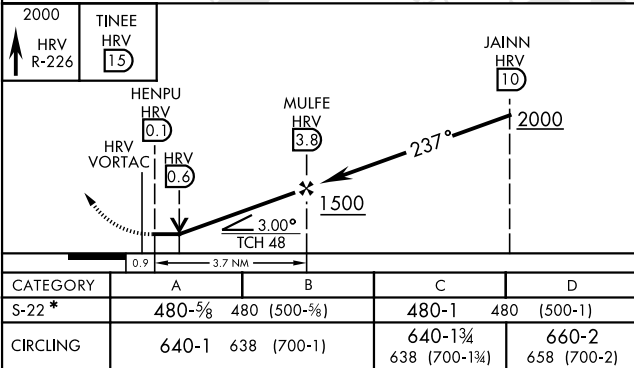 2000
HRV
R-226
TINEE
HRV
15
JAINN
HRV
10
HENPU
HRV
0.1
MULFE
HRV
3.8
HRV
VORTAC
HRV
0.6
237°
2000
1500
3.00°
TCH 48
0.9
3.7 NM
CATEGORY A B C D
S-22 * 480-⅝ 480 (500-⅝) 480-1 480 (500-1)
CIRCLING 640-1 638 (700-1) 640-1¾ 638 (700-1¾) 660-2 658 (700-2)